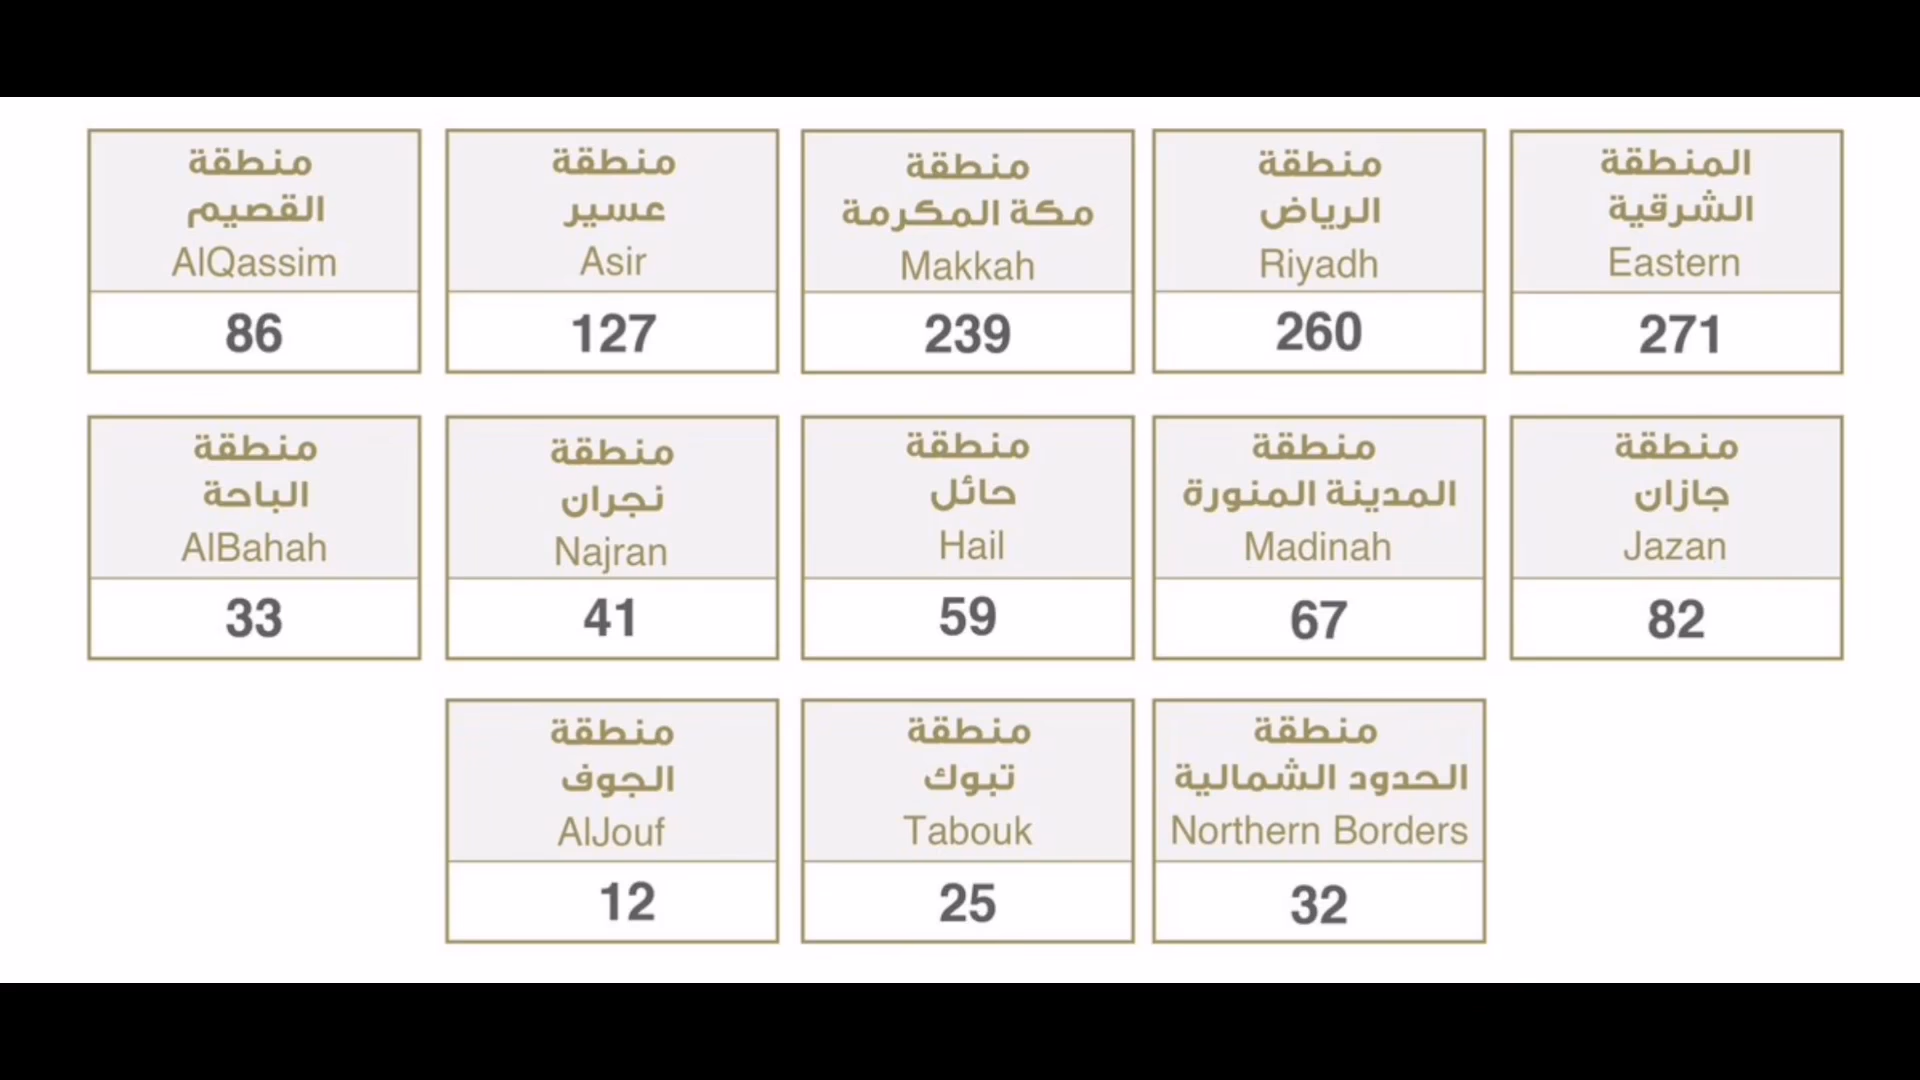 المنطقة
الشرقية
Eastern
271
منطقة
الرياض
Riyadh
260
منطقة
مكة المكرمة
Makkah
239
منطقة
عسير
Asir
127
منطقة
القصيم
AlQassim
86
منطقة
جازان
Jazan
82
منطقة
المدينة المنورة
Madinah
67
منطقة
حائل
Hail
59
منطقة
نجران
Najran
41
منطقة
الباحة
AlBahah
33
منطقة
الحدود الشمالية
Northern Borders
32
منطقة
تبوك
Tabouk
25
منطقة
الجوف
AlJouf
12